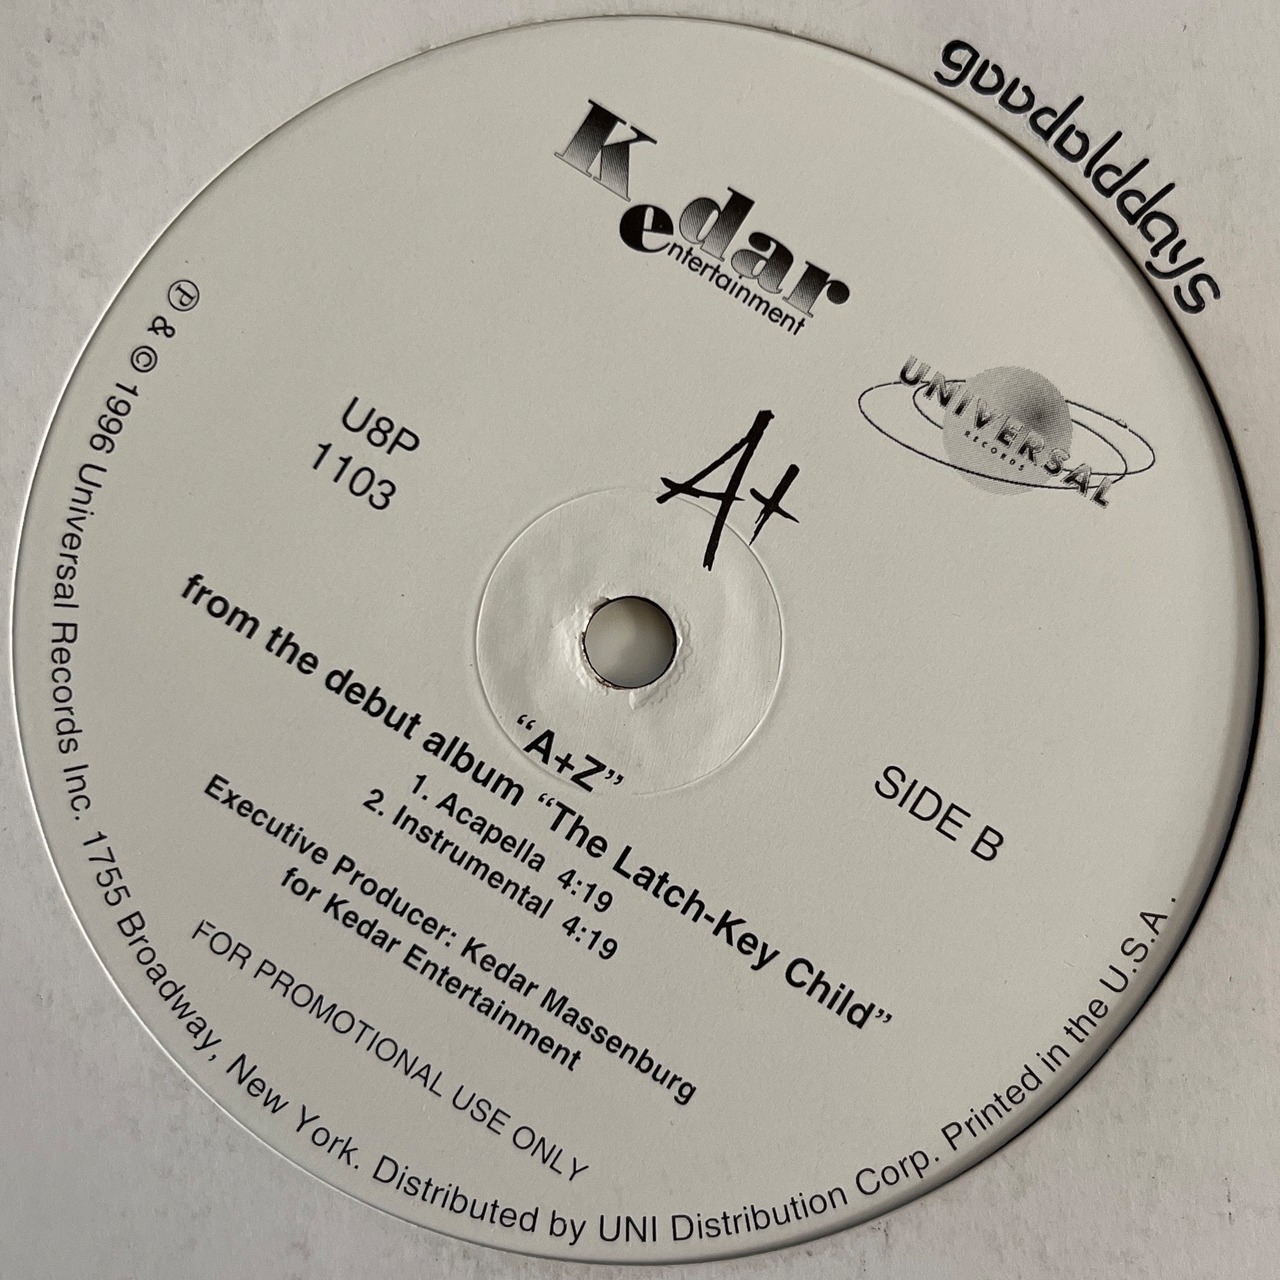 gooddolddays
Kedar
entertainment
UNIVERSAL
RECORDS
A+
U8P
1103
SIDE B
“A+Z”
from the debut album “The Latch-Key Child”
1. Acapella 4:19
2. Instrumental 4:19
Executive Producer: Kedar Massenburg
for Kedar Entertainment
FOR PROMOTIONAL USE ONLY
℗ & © 1996 Universal Records Inc. 1755 Broadway, New York. Distributed by UNI Distribution Corp. Printed in the U.S.A.